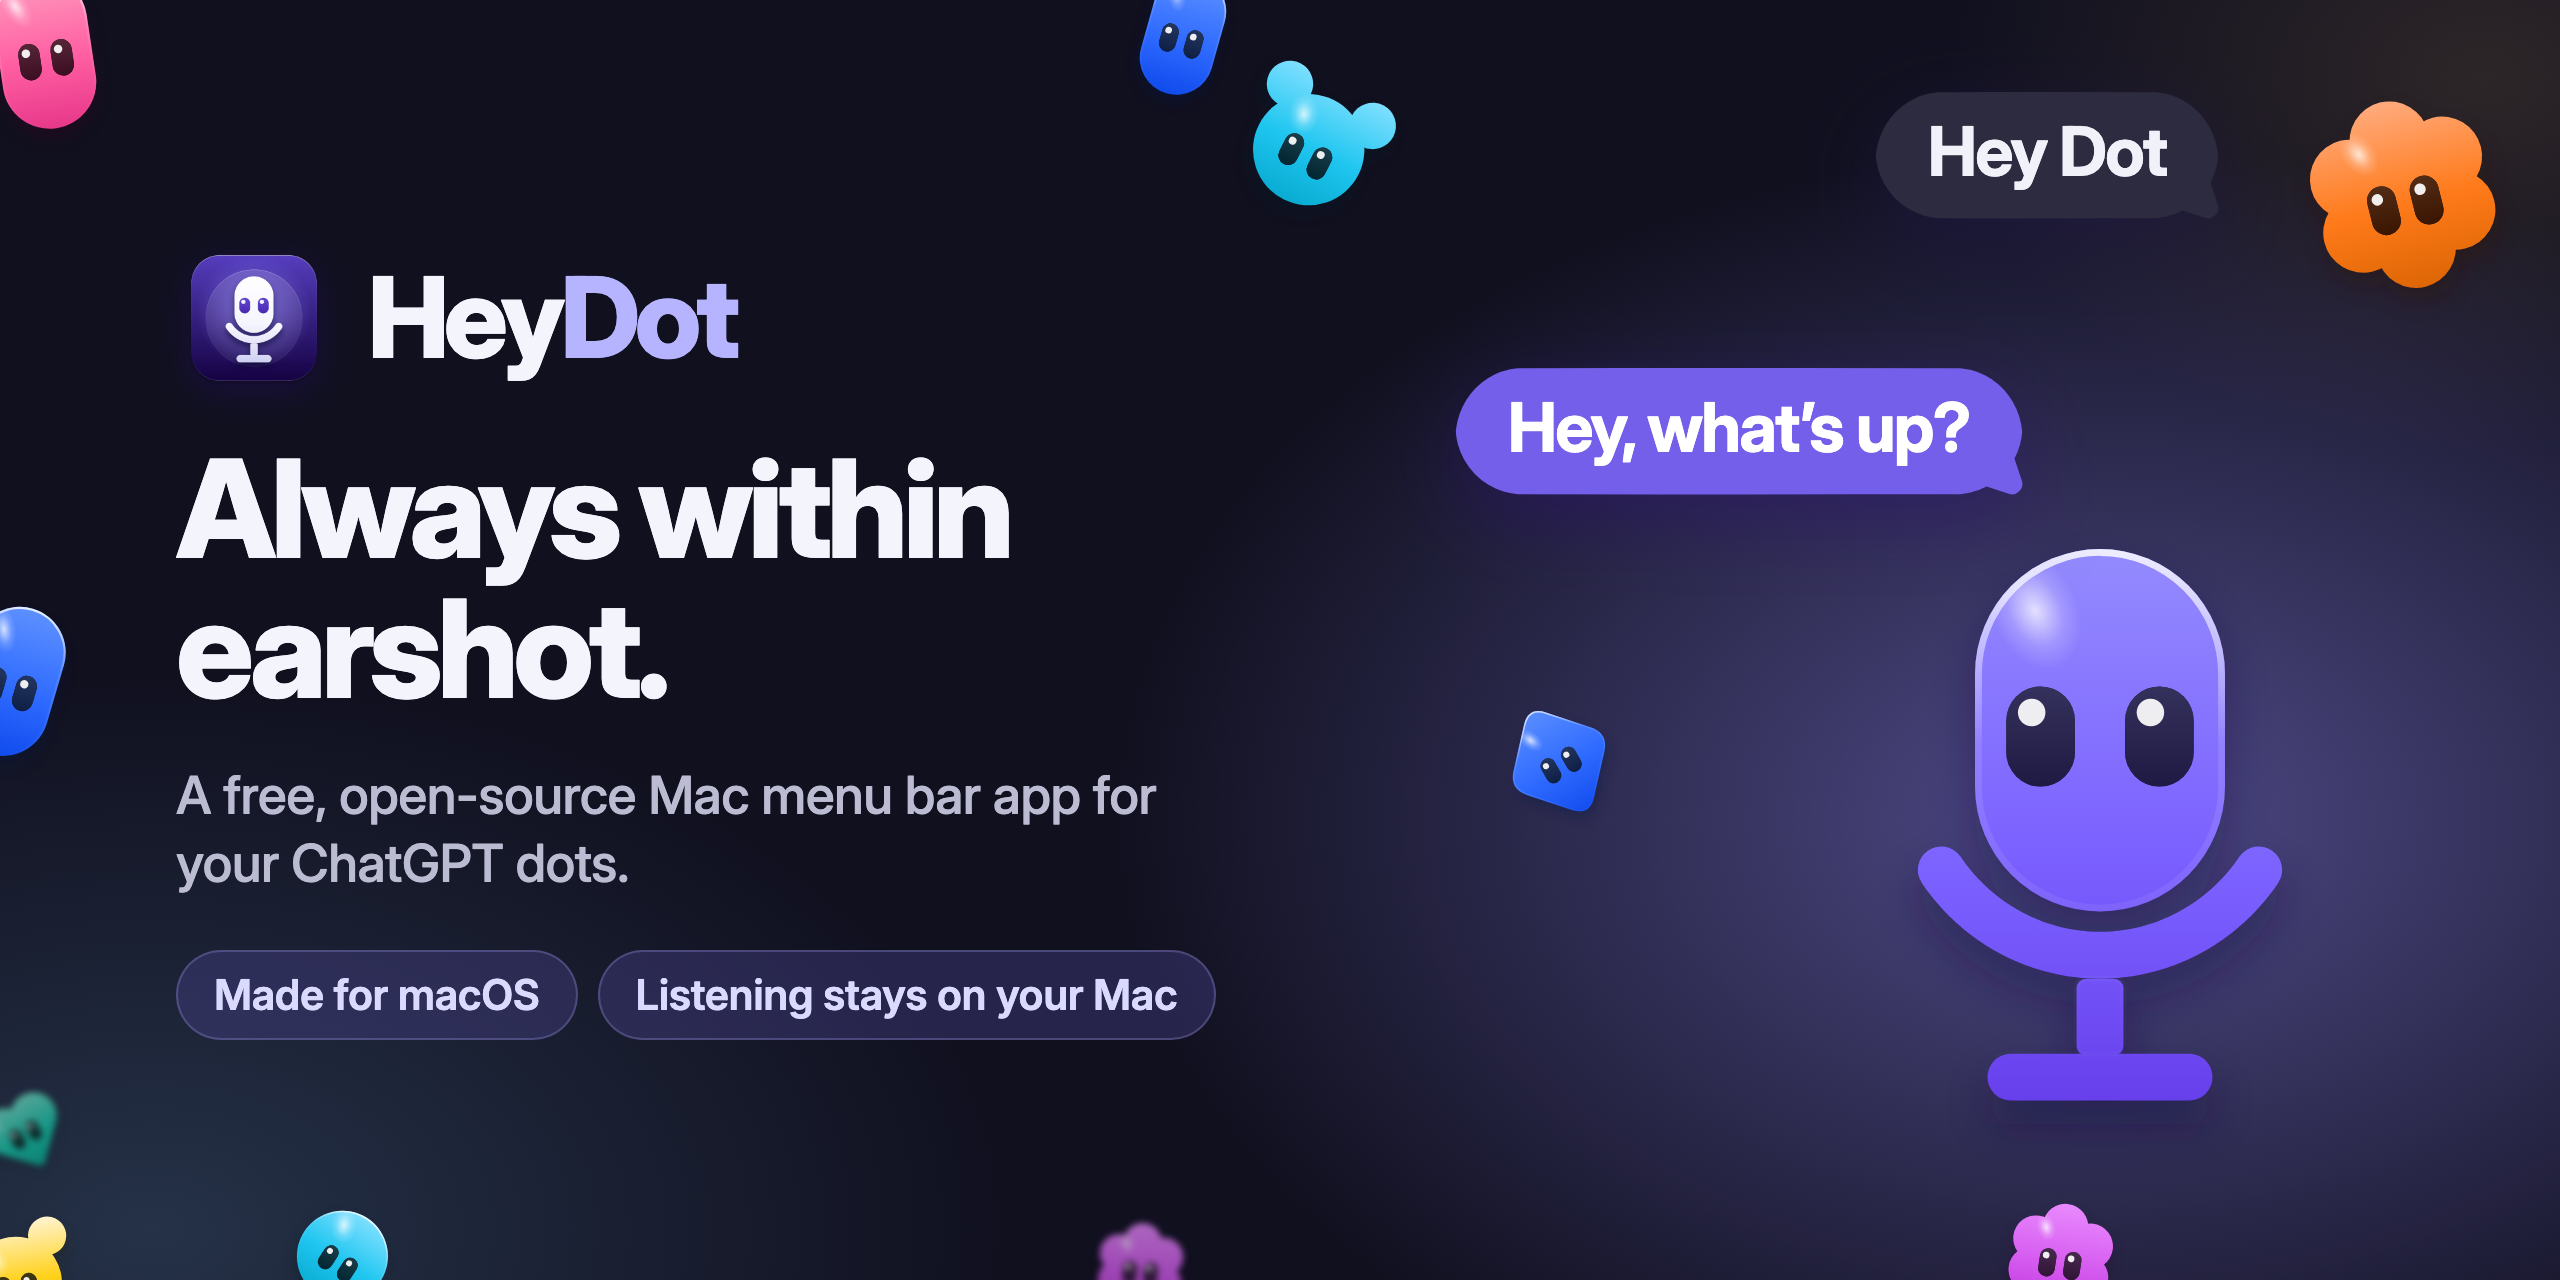 HeyDot
Always within
earshot.
A free, open-source Mac menu bar app for
your ChatGPT dots.
Made for macOS
Listening stays on your Mac
Hey Dot
Hey, what’s up?